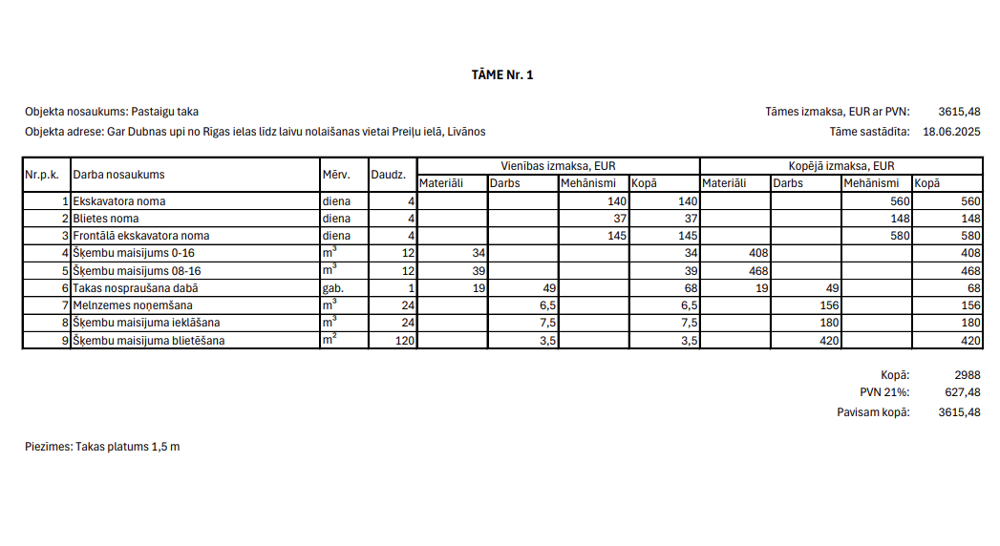 TĀME Nr. 1
Objekta nosaukums: Pastaigu taka Tāmes izmaksa, EUR ar PVN: 3615,48
Objekta adrese: Gar Dubnas upi no Rīgas ielas līdz laivu nolaišanas vietai Preiļu ielā, Līvānos Tāme sastādīta: 18.06.2025
Nr.p.k. Darba nosaukums Mērv. Daudz. Vienības izmaksa, EUR Kopējā izmaksa, EUR
Materiāli Darbs Mehānismi Kopā Materiāli Darbs Mehānismi Kopā
1 Ekskavatora noma diena 4 140 140 560 560
2 Blietes noma diena 4 37 37 148 148
3 Frontālā ekskavatora noma diena 4 145 145 580 580
4 Šķembu maisījums 0-16 m³ 12 34 34 408 408
5 Šķembu maisījums 08-16 m³ 12 39 39 468 468
6 Takas nospraušana dabā gab. 1 19 49 68 19 49 68
7 Melnzemes noņemšana m³ 24 6,5 6,5 156 156
8 Šķembu maisījuma ieklāšana m³ 24 7,5 7,5 180 180
9 Šķembu maisījuma blietēšana m² 120 3,5 3,5 420 420
Kopā: 2988
PVN 21%: 627,48
Pavisam kopā: 3615,48
Piezīmes: Takas platums 1,5 m